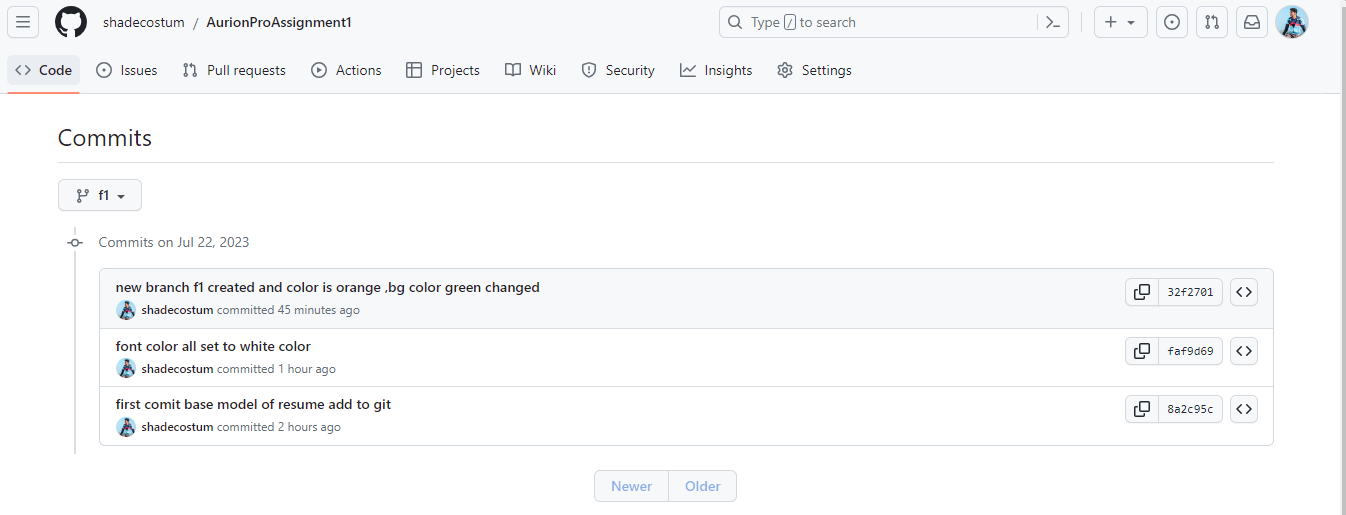 shadecostum / AurionProAssignment1
Type / to search
Code Issues Pull requests Actions Projects Wiki Security Insights Settings
Commits
f1
Commits on Jul 22, 2023
new branch f1 created and color is orange ,bg color green changed
32f2701
shadecostum committed 45 minutes ago
font color all set to white color
faf9d69
shadecostum committed 1 hour ago
first comit base model of resume add to git
8a2c95c
shadecostum committed 2 hours ago
Newer Older